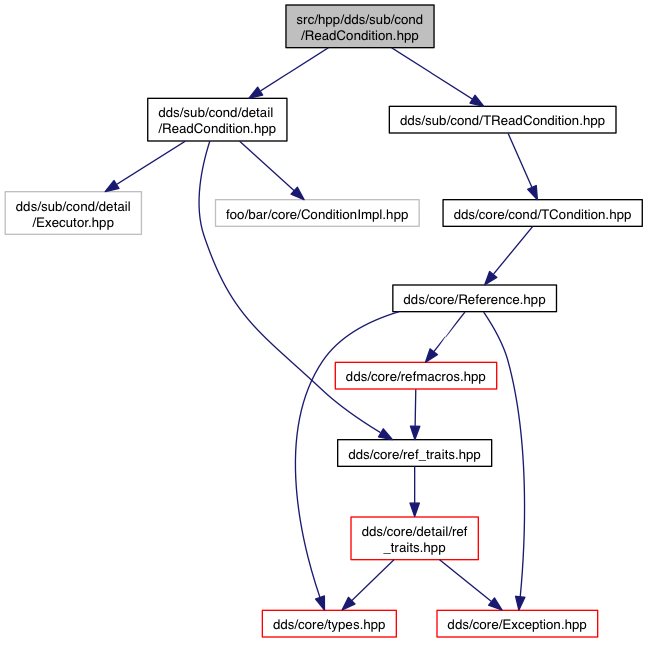 src/hpp/dds/sub/cond
/ReadCondition.hpp
dds/sub/cond/detail
/ReadCondition.hpp
dds/sub/cond/TReadCondition.hpp
dds/sub/cond/detail
/Executor.hpp
foo/bar/core/ConditionImpl.hpp
dds/core/cond/TCondition.hpp
dds/core/Reference.hpp
dds/core/refmacros.hpp
dds/core/ref_traits.hpp
dds/core/detail/ref
_traits.hpp
dds/core/types.hpp
dds/core/Exception.hpp